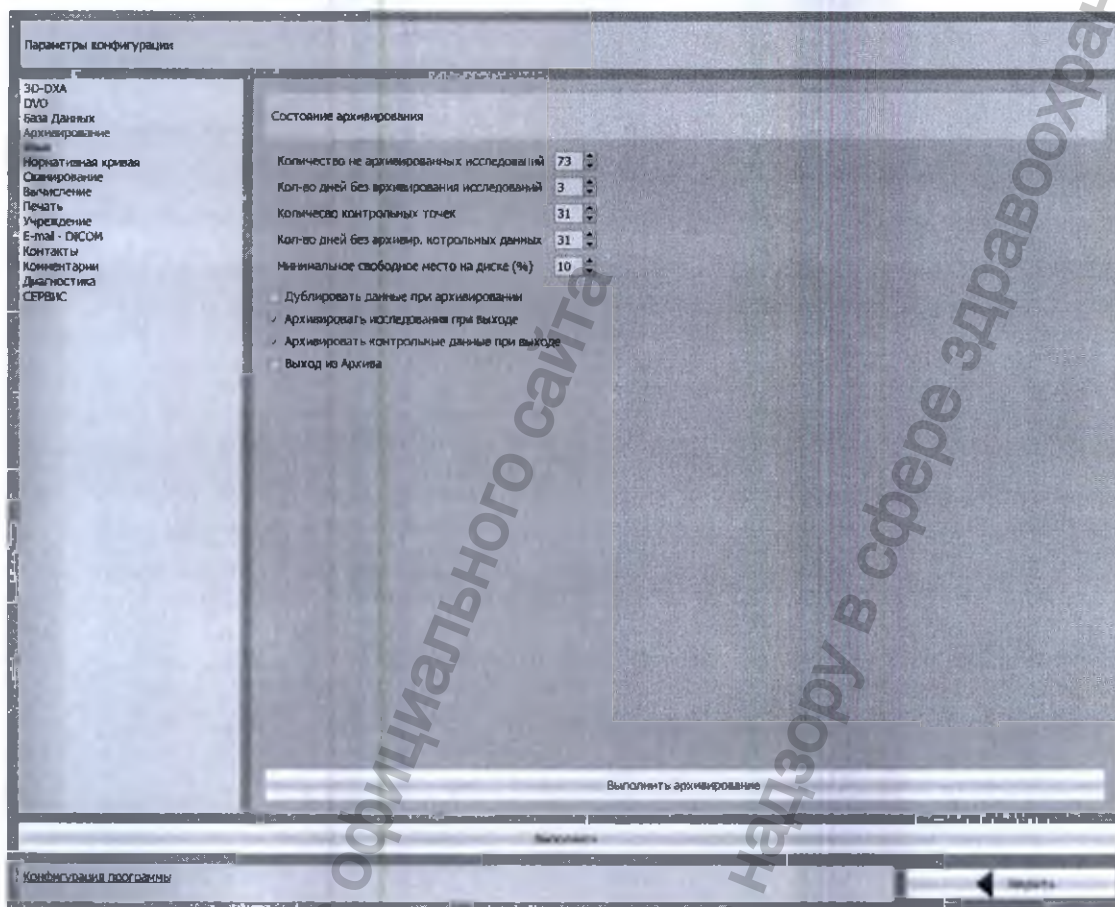 Параметры конфигурации
3D-DXA
DVO
База Данных
Архивирование
Нормативная кривая
Сканирование
Вычисление
Печать
Учреждение
E-mail - DICOM
Контакты
Комментарии
Диагностика
СЕРВИС
Состояние архивирования
Количество не архивированных исследований 73
Кол-во дней без архивирования исследований 3
Количесво контрольных точек 31
Кол-во дней без архивир. котрольных данных 31
Минимальное свободное место на диске (%) 10
Дублировать данные при архивировании
Архивировать исследования при выходе
Архивировать контрольные данные при выходе
Выход из Архива
Выполнить архивирование
Выполнить
Конфигурация программы
Закрыть
официального сайта
надзору в сфере здравоохран